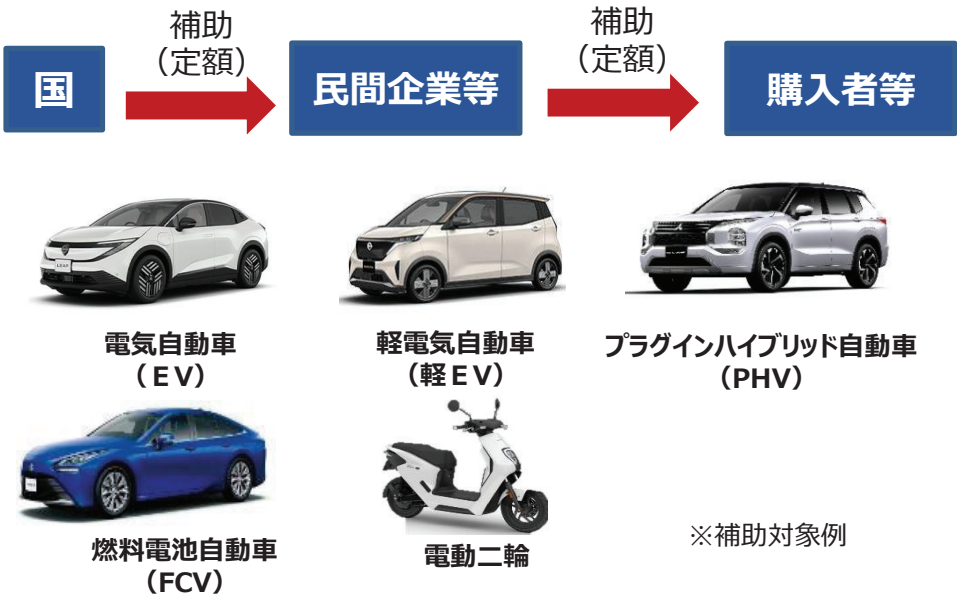 補助
（定額）
補助
（定額）
国
民間企業等
購入者等
電気自動車
（ＥＶ）
軽電気自動車
（軽ＥＶ）
プラグインハイブリッド自動車
（PHV）
燃料電池自動車
（FCV）
電動二輪
※補助対象例
LEAF